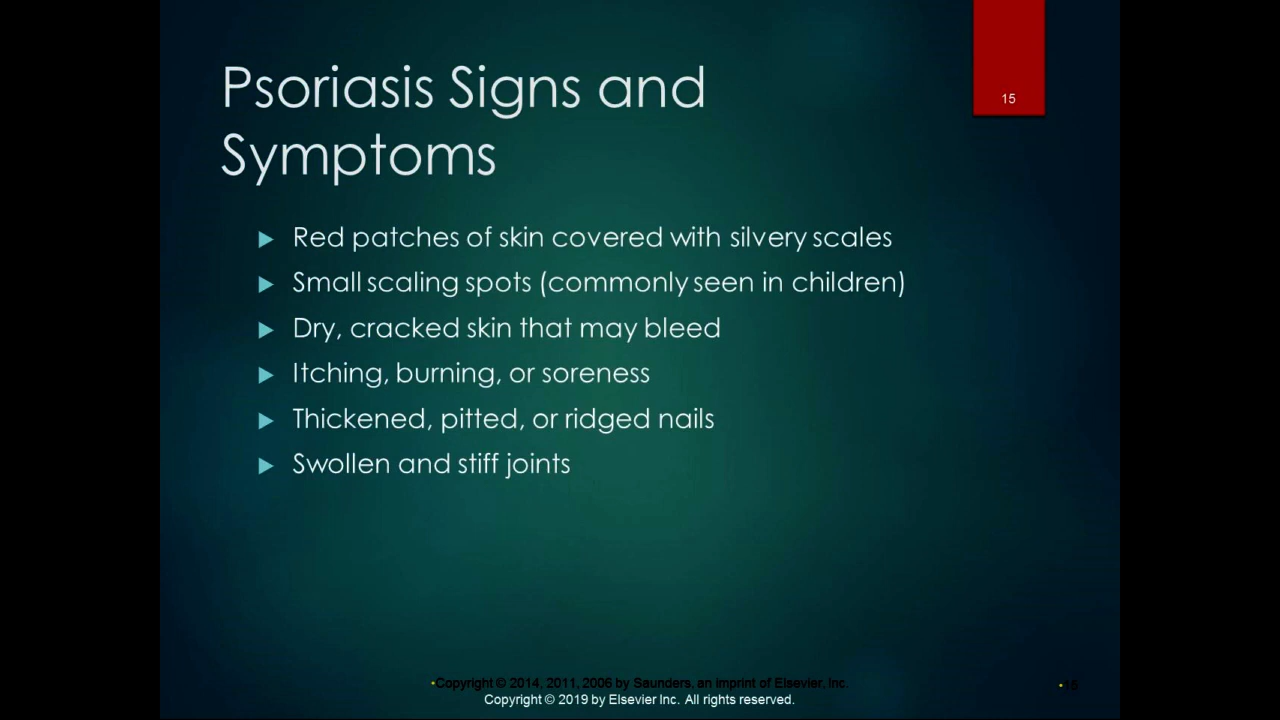 15
Psoriasis Signs and
Symptoms
Red patches of skin covered with silvery scales
Small scaling spots (commonly seen in children)
Dry, cracked skin that may bleed
Itching, burning, or soreness
Thickened, pitted, or ridged nails
Swollen and stiff joints
•Copyright © 2014, 2011, 2006 by Saunders, an imprint of Elsevier, Inc.
•15
Copyright © 2019 by Elsevier Inc. All rights reserved.